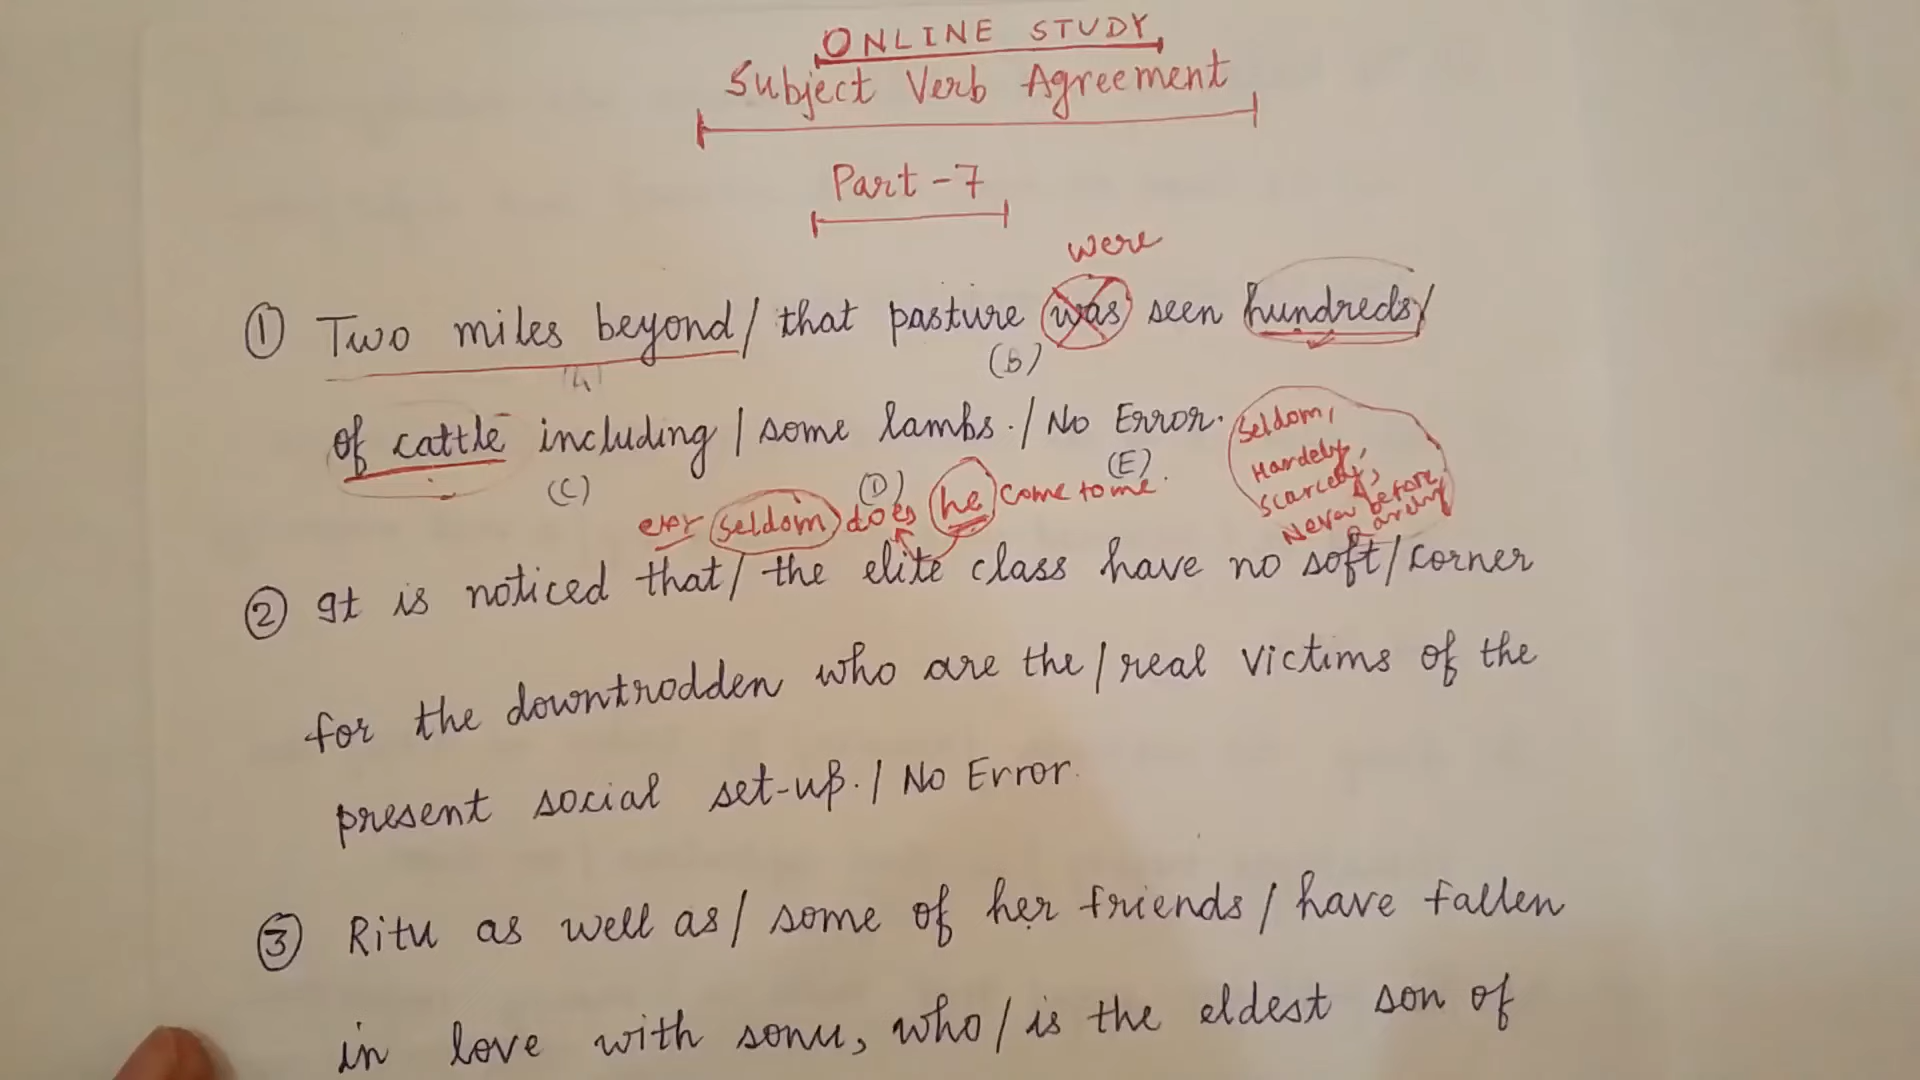 ONLINE STUDY
Subject Verb Agreement
Part-7
were
① Two miles beyond / that pasture was seen hundreds /
(A) (B)
of cattle including / some lambs. / No Error.
(C) (D) (E)
Seldom,
Hardely,
Scarcely,
Never before
seldom does he come to me.
② It is noticed that / the elite class have no soft / corner
for the downtrodden who are the / real victims of the
present social set-up. / No Error.
③ Ritu as well as / some of her friends / have fallen
in love with sonu, who / is the eldest son of